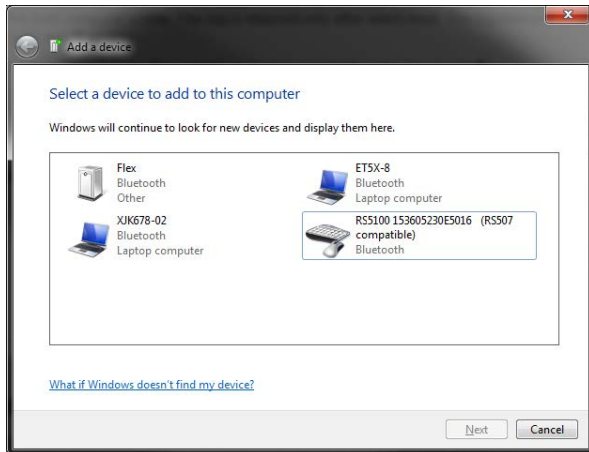 Add a device
Select a device to add to this computer
Windows will continue to look for new devices and display them here.
Flex
Bluetooth
Other
ET5X-8
Bluetooth
Laptop computer
XJK678-02
Bluetooth
Laptop computer
RS5100 153605230E5016 (RS507
compatible)
Bluetooth
What if Windows doesn't find my device?
Next
Cancel